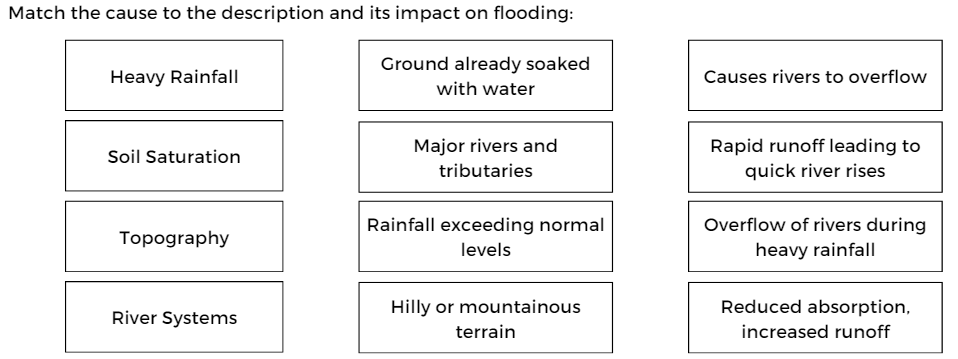 Match the cause to the description and its impact on flooding:
Heavy Rainfall
Ground already soaked
with water
Causes rivers to overflow
Soil Saturation
Major rivers and
tributaries
Rapid runoff leading to
quick river rises
Topography
Rainfall exceeding normal
levels
Overflow of rivers during
heavy rainfall
River Systems
Hilly or mountainous
terrain
Reduced absorption,
increased runoff